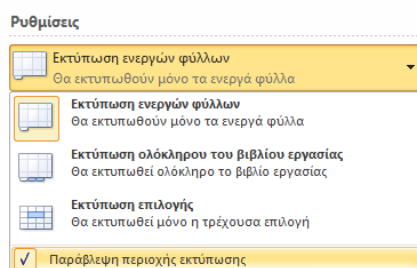 Ρυθμίσεις
Εκτύπωση ενεργών φύλλων
Θα εκτυπωθούν μόνο τα ενεργά φύλλα
Εκτύπωση ενεργών φύλλων
Θα εκτυπωθούν μόνο τα ενεργά φύλλα
Εκτύπωση ολόκληρου του βιβλίου εργασίας
Θα εκτυπωθεί ολόκληρο το βιβλίο εργασίας
Εκτύπωση επιλογής
Θα εκτυπωθεί μόνο η τρέχουσα επιλογή
Παράβλεψη περιοχής εκτύπωσης